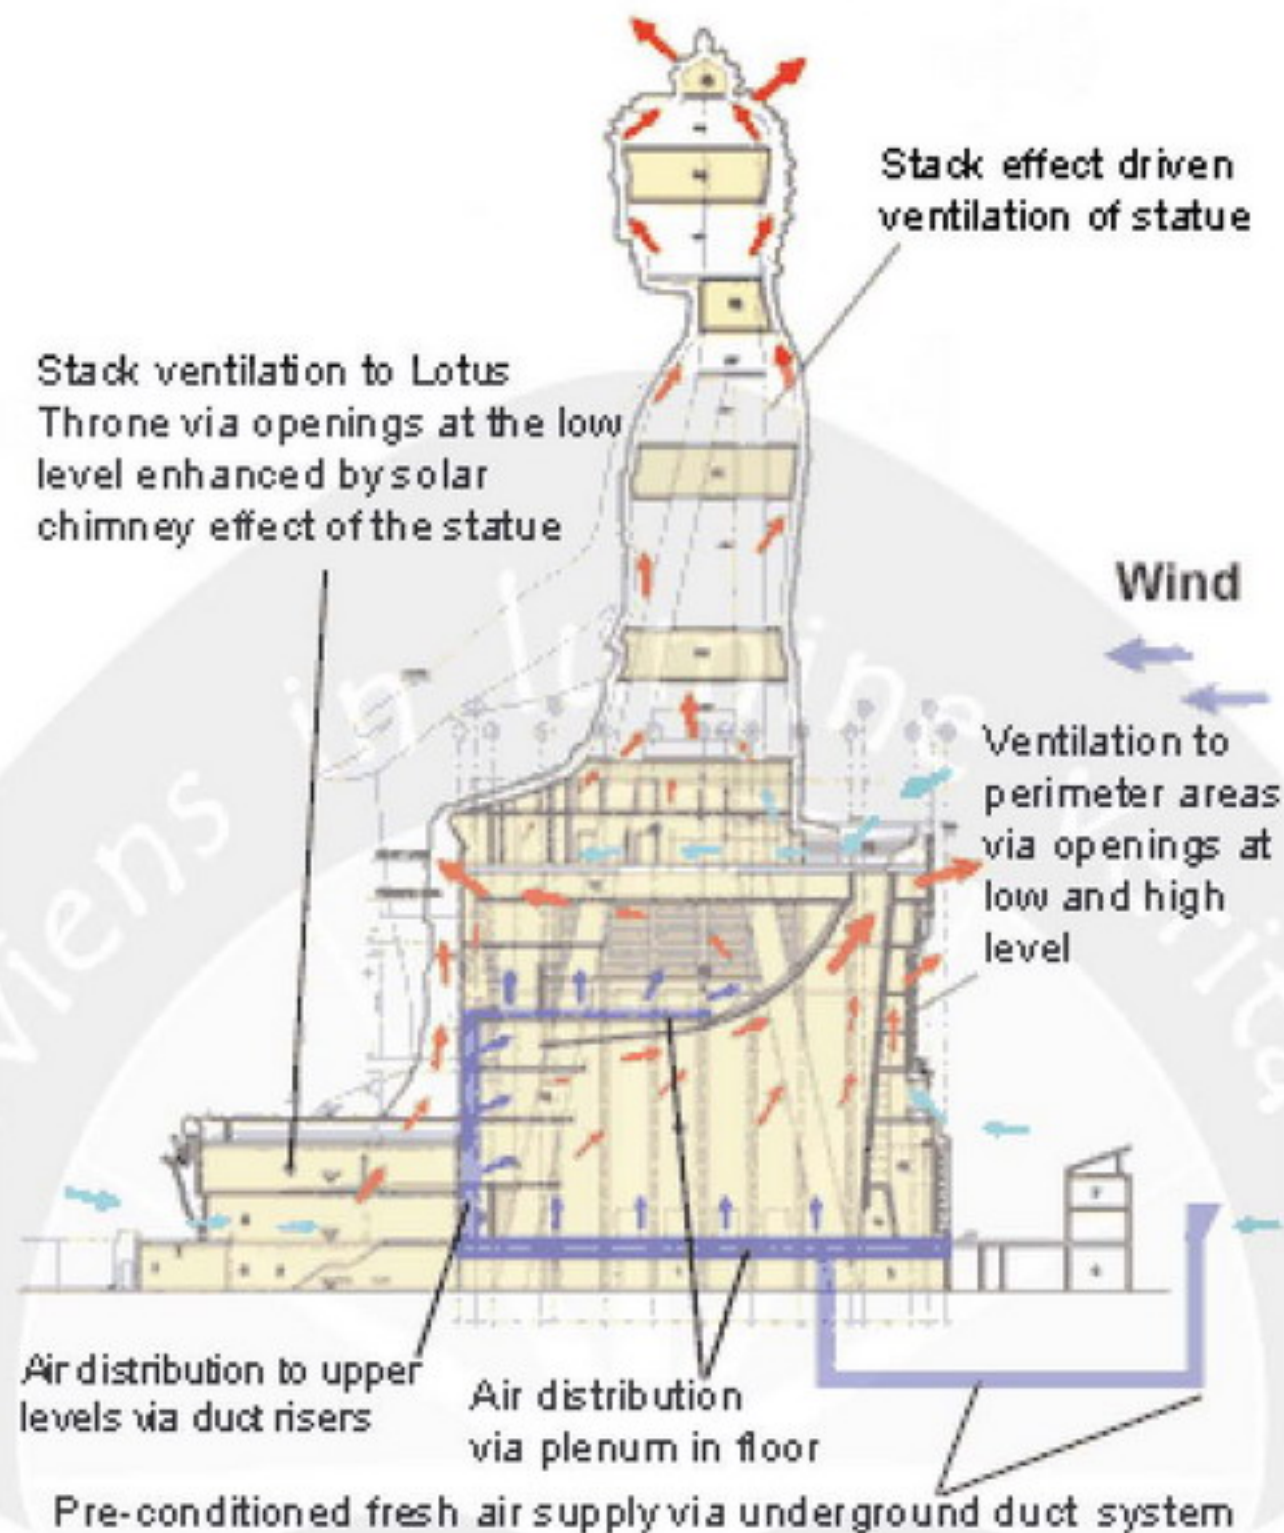 Stack effect driven
ventilation of statue
Stack ventilation to Lotus
Throne via openings at the low
level enhanced by solar
chimney effect of the statue
Wind
Ventilation to
perimeter areas
via openings at
low and high
level
viens in lumine
Air distribution to upper
levels via duct risers
Air distribution
via plenum in floor
Pre-conditioned fresh air supply via underground duct system